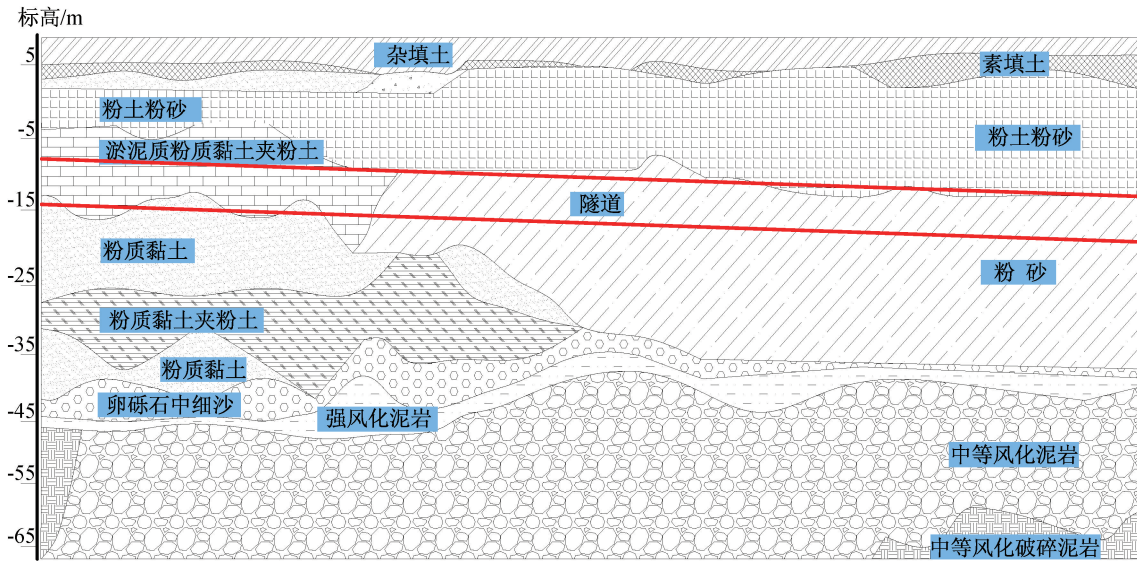 标高/m
5
杂填土
素填土
粉土粉砂
-5
粉土粉砂
淤泥质粉质黏土夹粉土
-15
隧道
粉质黏土
-25
粉 砂
粉质黏土夹粉土
-35
粉质黏土
卵砾石中细沙
-45
强风化泥岩
中等风化泥岩
-55
-65
中等风化破碎泥岩